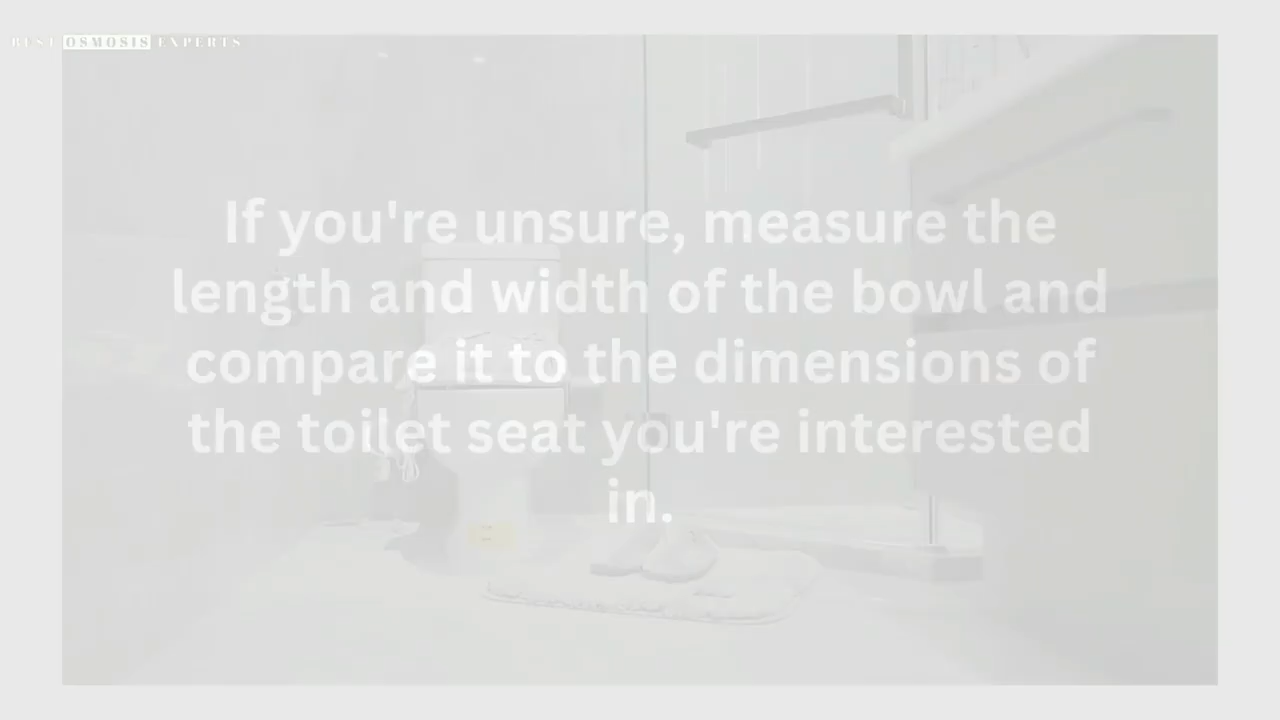 BEST OSMOSIS EXPERTS
If you're unsure, measure the
length and width of the bowl and
compare it to the dimensions of
the toilet seat you're interested
in.